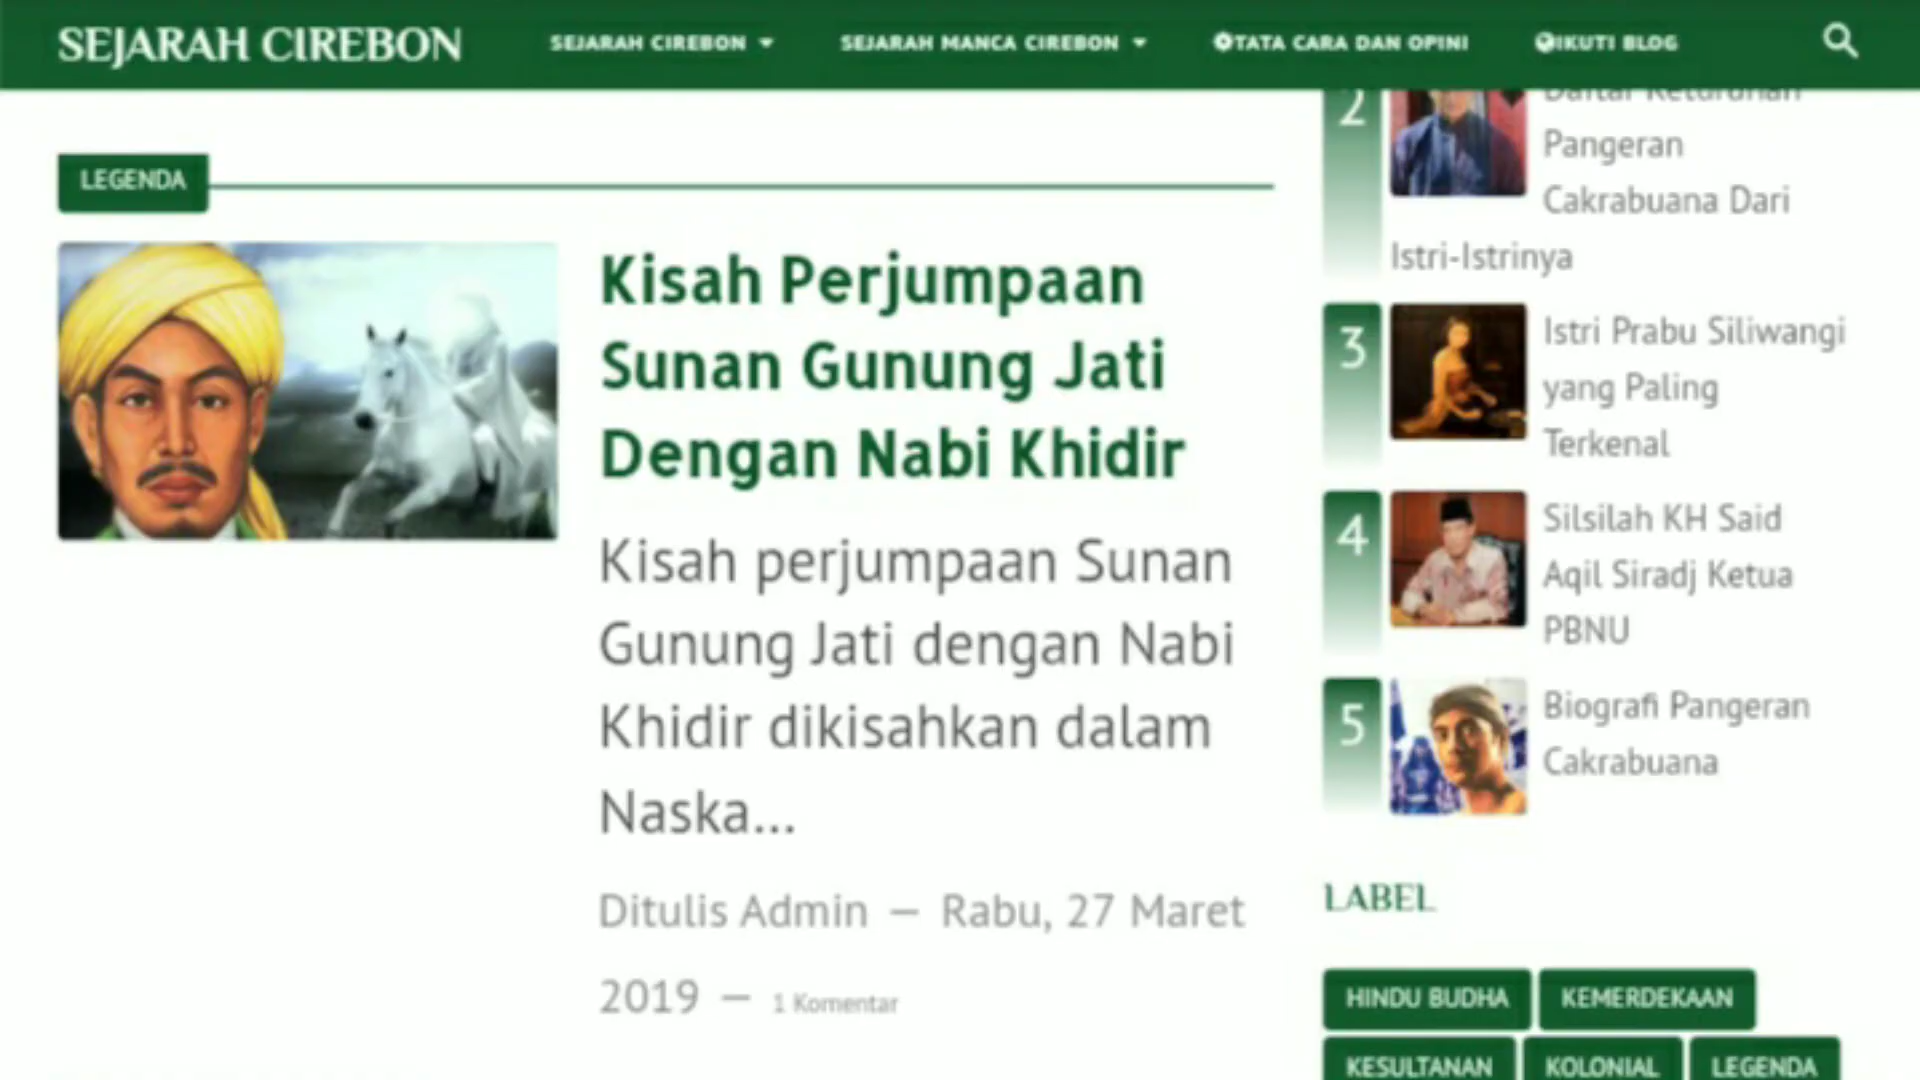 SEJARAH CIREBON
SEJARAH CIREBON
SEJARAH MANCA CIREBON
TATA CARA DAN OPINI
IKUTI BLOG
LEGENDA
Kisah Perjumpaan
Sunan Gunung Jati
Dengan Nabi Khidir
Kisah perjumpaan Sunan
Gunung Jati dengan Nabi
Khidir dikisahkan dalam
Naska...
Ditulis Admin — Rabu, 27 Maret
2019 — 1 Komentar
2
Daftar Keturunan
Pangeran
Cakrabuana Dari
Istri-Istrinya
3
Istri Prabu Siliwangi
yang Paling
Terkenal
4
Silsilah KH Said
Aqil Siradj Ketua
PBNU
5
Biografi Pangeran
Cakrabuana
LABEL
HINDU BUDHA
KEMERDEKAAN
KESULTANAN
KOLONIAL
LEGENDA